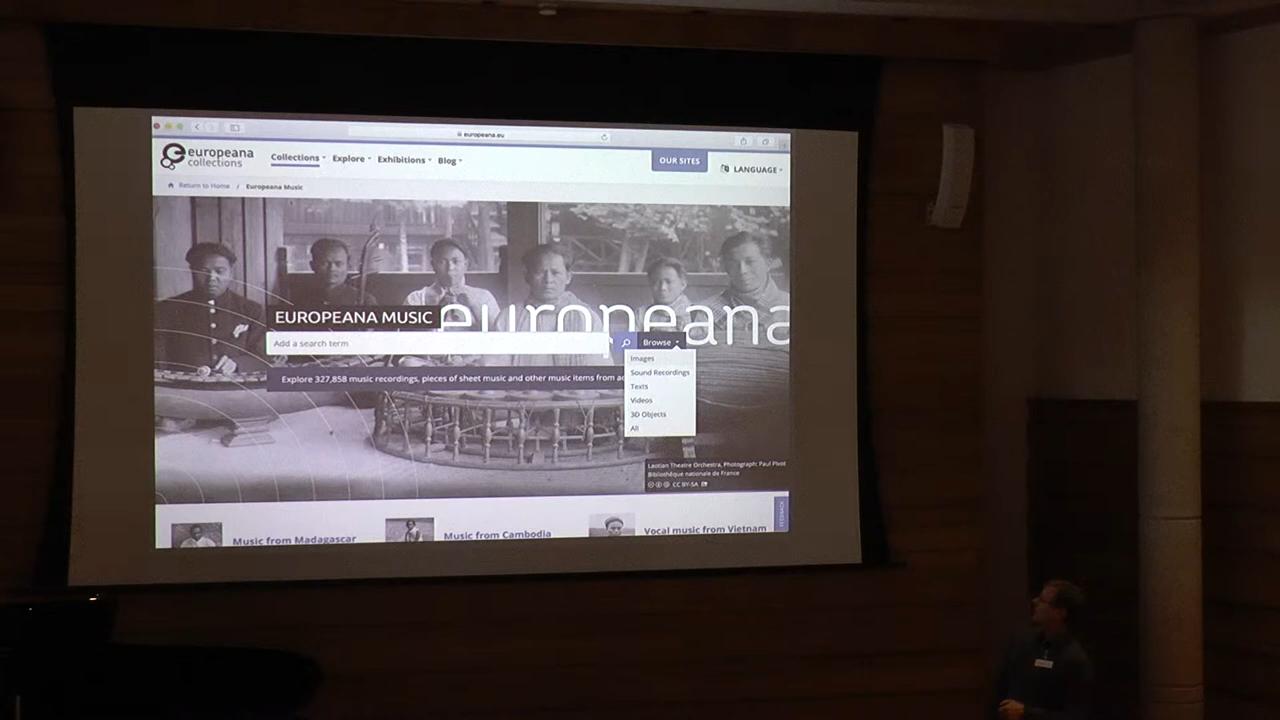 europeana.eu
europeana
collections
Collections
Explore
Exhibitions
Blog
OUR SITES
LANGUAGE
Return to Home / Europeana Music
europeana
EUROPEANA MUSIC
Add a search term
Browse
Images
Sound Recordings
Texts
Videos
3D Objects
All
Explore 327,858 music recordings, pieces of sheet music and other music items from
Laotian Theatre Orchestra, Photograph: Paul
Bibliothèque nationale de France
CC BY-SA
FEEDBACK
Music from Madagascar
Music from Cambodia
Vocal music from Vietnam